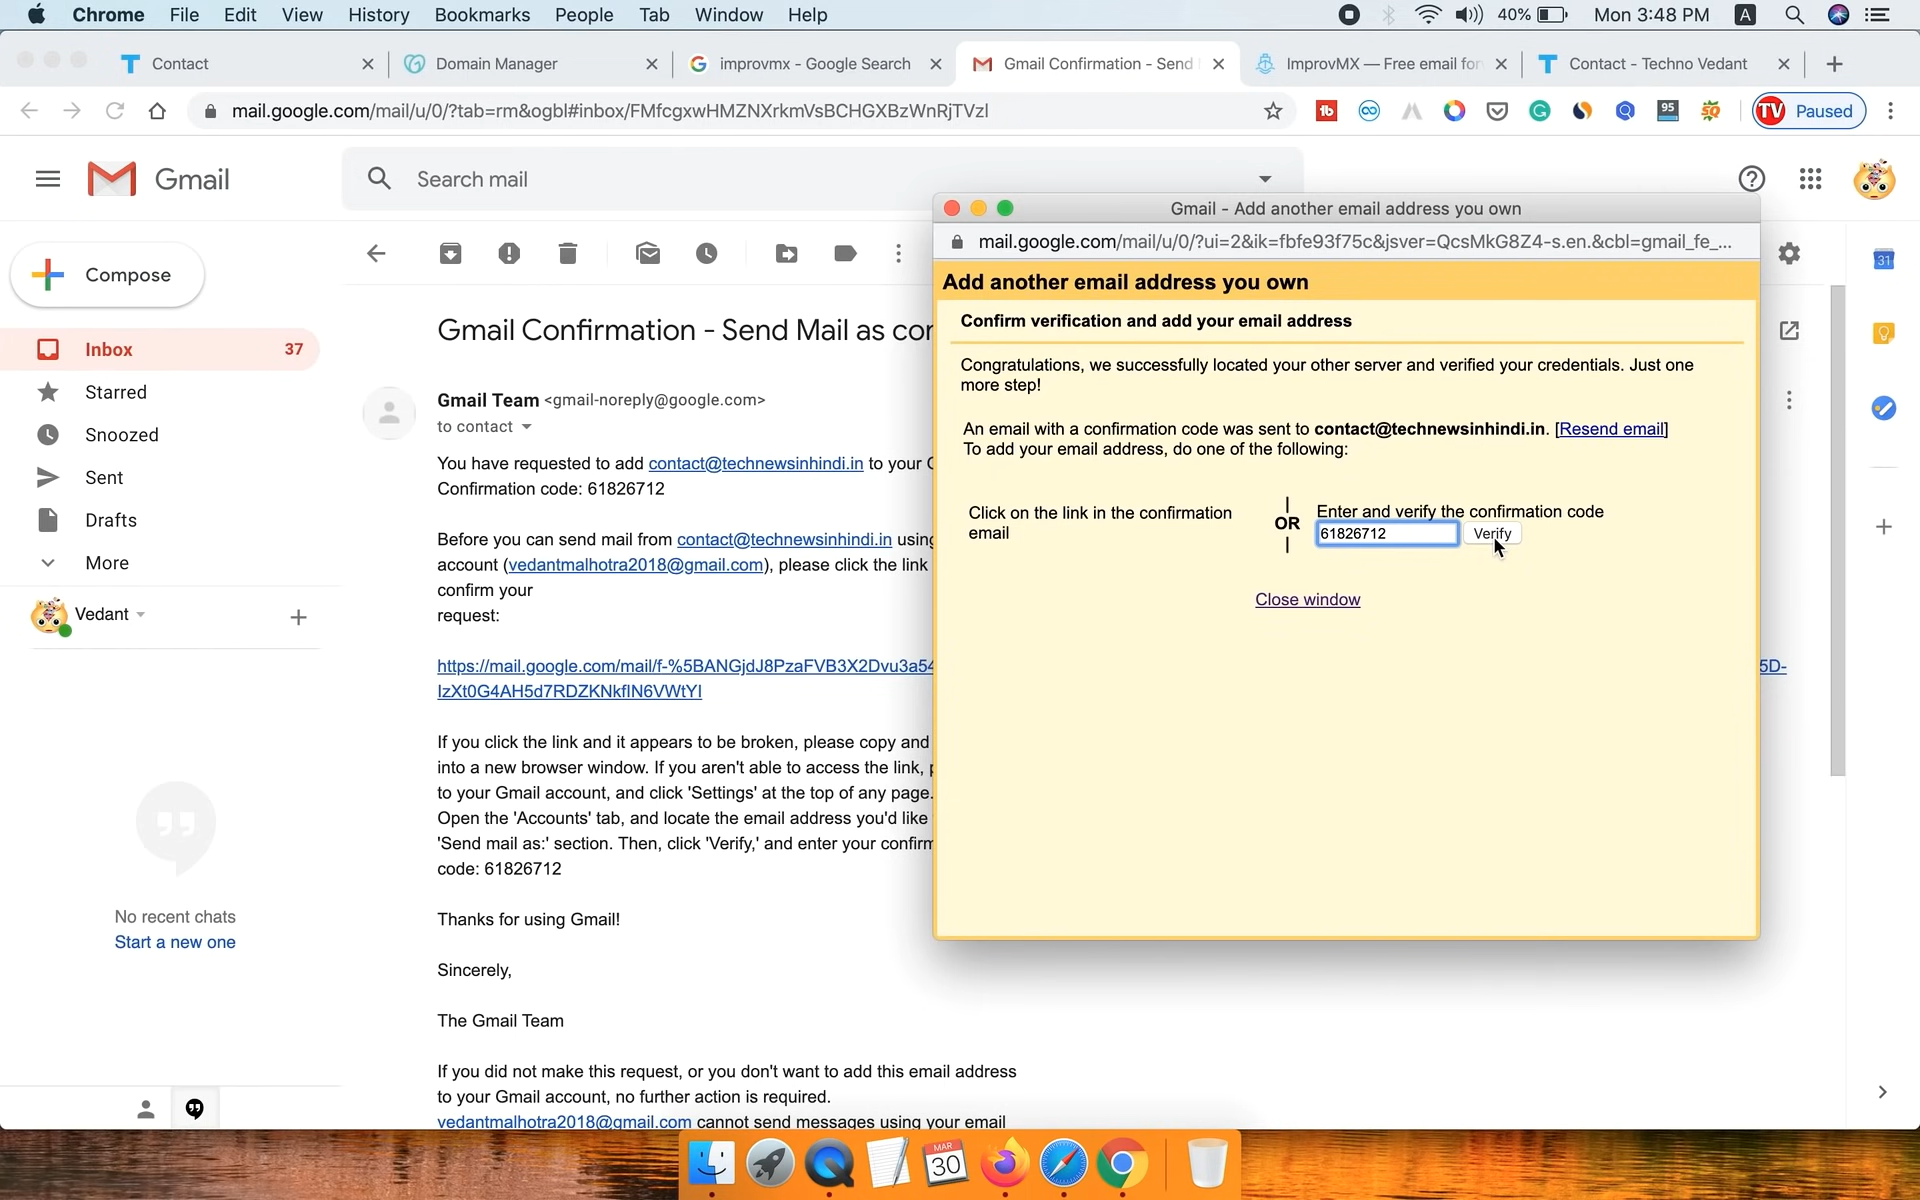 Chrome File Edit View History Bookmarks People Tab Window Help 40% Mon 3:48 PM A
Contact Domain Manager improvmx - Google Search Gmail Confirmation - Send ImprovMX — Free email for Contact - Techno Vedant
mail.google.com/mail/u/0/?tab=rm&ogbl#inbox/FMfcgxwHMZNXrkmVsBCHGXBzWnRjTVzl 95 TV Paused
Gmail
Search mail
Compose
Inbox 37
Starred
Snoozed
Sent
Drafts
More
Vedant
No recent chats
Start a new one
Gmail Confirmation - Send Mail as con
Gmail Team <gmail-noreply@google.com>
to contact
You have requested to add contact@technewsinhindi.in to your G
Confirmation code: 61826712
Before you can send mail from contact@technewsinhindi.in using
account (vedantmalhotra2018@gmail.com), please click the link
confirm your
request:
https://mail.google.com/mail/f-%5BANGjdJ8PzaFVB3X2Dvu3a54 5D-
IzXt0G4AH5d7RDZKNkflN6VWtYI
If you click the link and it appears to be broken, please copy and
into a new browser window. If you aren't able to access the link, p
to your Gmail account, and click 'Settings' at the top of any page.
Open the 'Accounts' tab, and locate the email address you'd like
'Send mail as:' section. Then, click 'Verify,' and enter your confirm
code: 61826712
Thanks for using Gmail!
Sincerely,
The Gmail Team
If you did not make this request, or you don't want to add this email address
to your Gmail account, no further action is required.
vedantmalhotra2018@gmail.com cannot send messages using your email
Gmail - Add another email address you own
mail.google.com/mail/u/0/?ui=2&ik=fbfe93f75c&jsver=QcsMkG8Z4-s.en.&cbl=gmail_fe_...
Add another email address you own
Confirm verification and add your email address
Congratulations, we successfully located your other server and verified your credentials. Just one
more step!
An email with a confirmation code was sent to contact@technewsinhindi.in. [Resend email]
To add your email address, do one of the following:
Click on the link in the confirmation
email
OR
Enter and verify the confirmation code
61826712 Verify
Close window
31
MAR
30